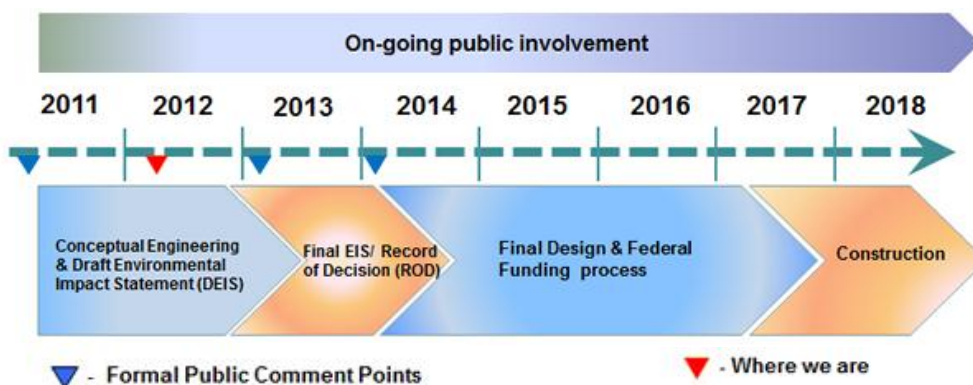 On-going public involvement
2011 2012 2013 2014 2015 2016 2017 2018
Conceptual Engineering
& Draft Environmental
Impact Statement (DEIS)
Final EIS/ Record
of Decision (ROD)
Final Design & Federal
Funding process
Construction
- Formal Public Comment Points
- Where we are